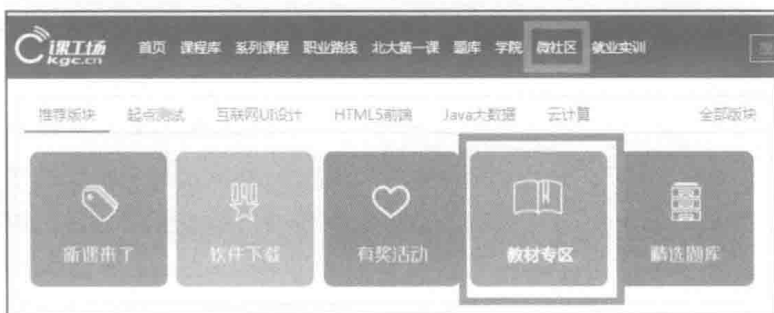 课工场
kgc.cn
首页 课程库 系列课程 职业路线 北大第一课 题库 学院 微社区 就业实训
推荐版块 起点测试 互联网UI设计 HTML5前端 Java大数据 云计算 全部版块
新课来了 软件下载 有奖活动 教材专区 精选题库